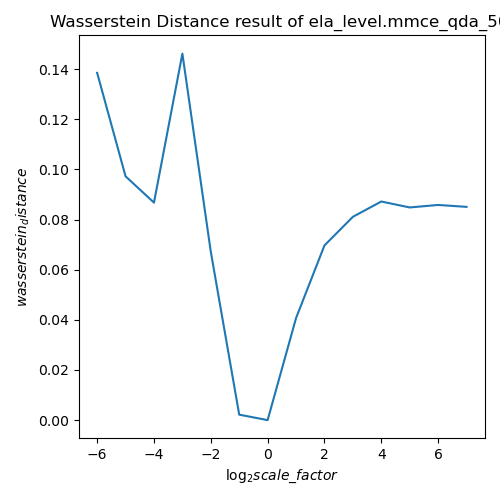 Wasserstein Distance result of ela_level.mmce_qda_50
wasserstein_distance
0.14
0.12
0.10
0.08
0.06
0.04
0.02
0.00
−6 −4 −2 0 2 4 6
log₂scale_factor